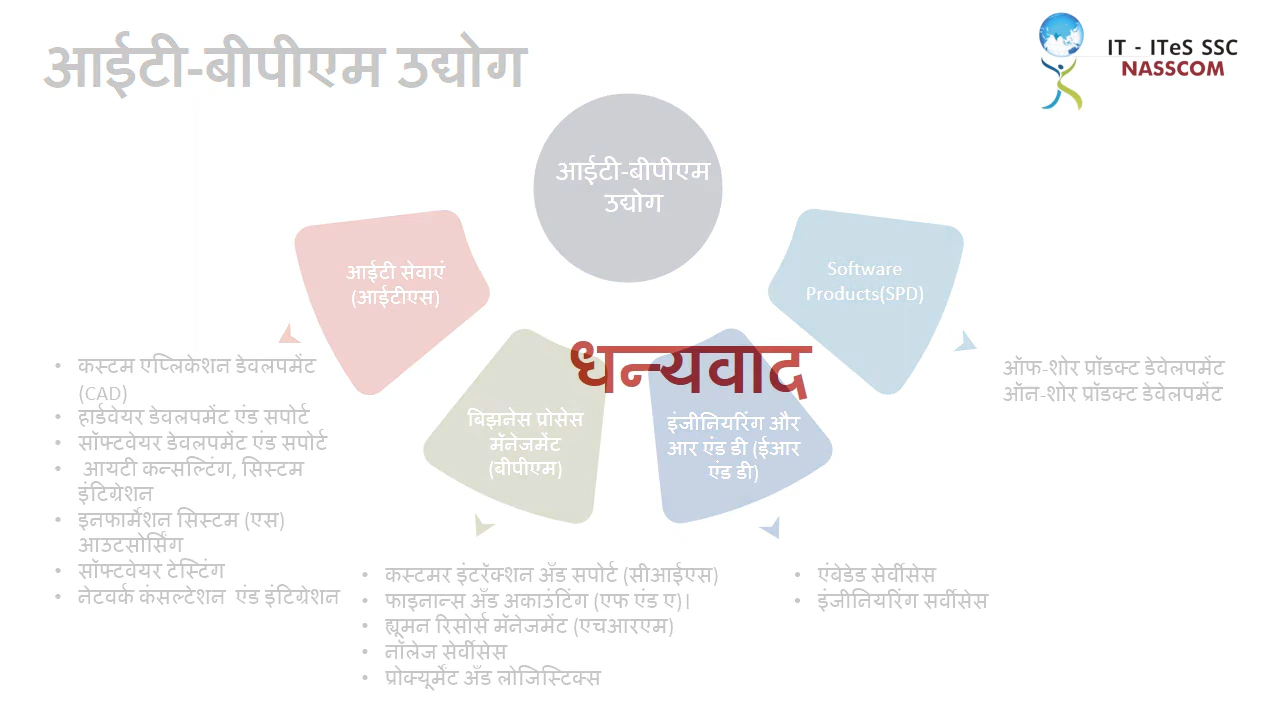 आईटी-बीपीएम उद्योग
IT - ITeS SSC
NASSCOM
आईटी-बीपीएम
उद्योग
आईटी सेवाएं
(आईटीएस)
Software
Products(SPD)
धन्यवाद
बिझनेस प्रोसेस
मॅनेजमेंट
(बीपीएम)
इंजीनियरिंग और
आर एंड डी (ईआर
एंड डी)
• कस्टम एप्लिकेशन डेवलपमेंट
(CAD)
• हार्डवेयर डेवलपमेंट एंड सपोर्ट
• सॉफ्टवेयर डेवलपमेंट एंड सपोर्ट
• आयटी कन्सल्टिंग, सिस्टम
इंटिग्रेशन
• इनफार्मेशन सिस्टम (एस)
आउटसोर्सिंग
• सॉफ्टवेयर टेस्टिंग
• नेटवर्क कंसल्टेशन एंड इंटिग्रेशन
• कस्टमर इंटरॅक्शन अँड सपोर्ट (सीआईएस)
• फाइनान्स अँड अकाउंटिंग (एफ एंड ए)।
• ह्यूमन रिसोर्स मॅनेजमेंट (एचआरएम)
• नॉलेज सेर्वीसेस
• प्रोक्यूर्मेंट अँड लोजिस्टिक्स
• एंबेडेड सेर्वीसेस
• इंजीनियरिंग सर्वीसेस
ऑफ-शोर प्रॉडक्ट डेवेलपमेंट
ऑन-शोर प्रॉडक्ट डेवेलपमेंट